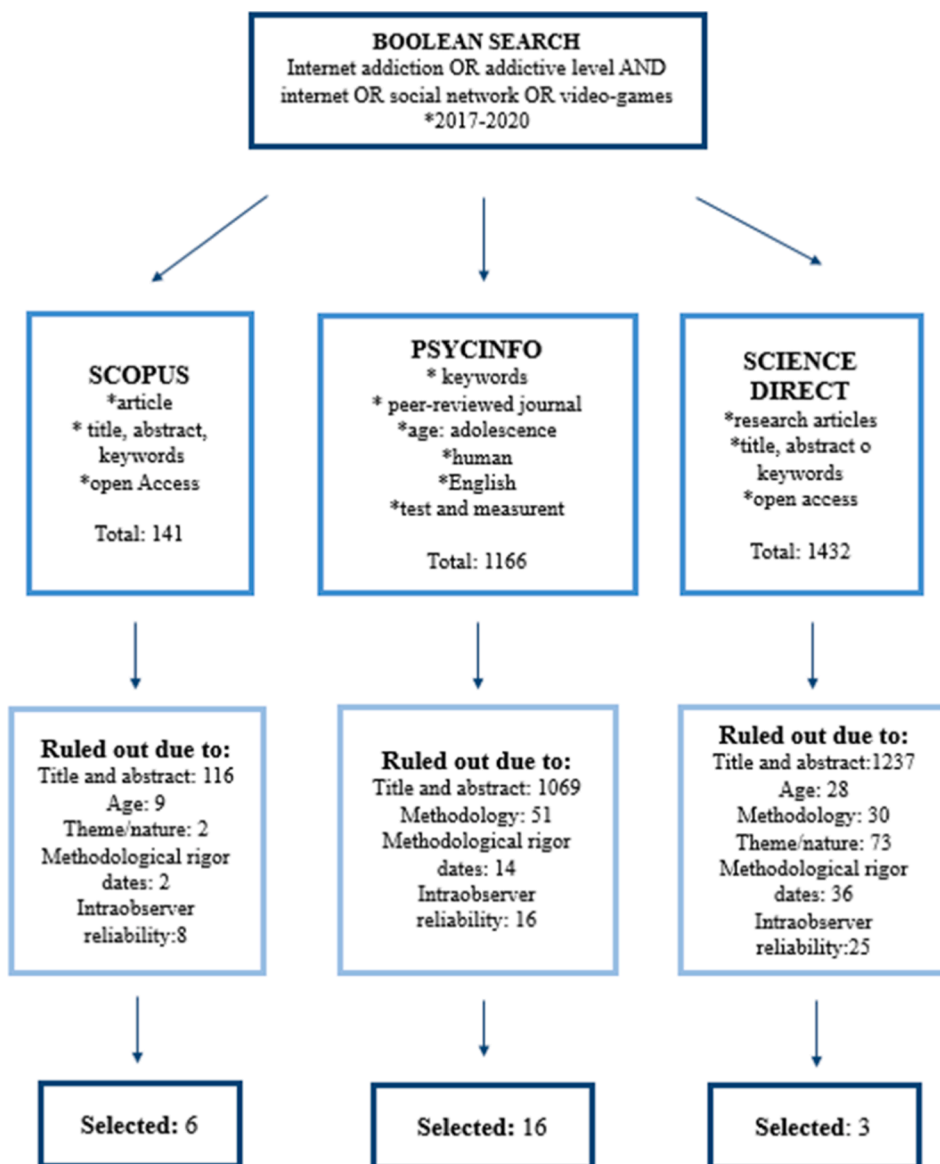 BOOLEAN SEARCH
Internet addiction OR addictive level AND
internet OR social network OR video-games
*2017-2020
SCOPUS
*article
* title, abstract,
keywords
*open Access
Total: 141
PSYCINFO
* keywords
* peer-reviewed journal
*age: adolescence
*human
*English
*test and measurent
Total: 1166
SCIENCE
DIRECT
*research articles
*title, abstract o
keywords
*open access
Total: 1432
Ruled out due to:
Title and abstract: 116
Age: 9
Theme/nature: 2
Methodological rigor
dates: 2
Intraobserver
reliability:8
Ruled out due to:
Title and abstract: 1069
Methodology: 51
Methodological rigor
dates: 14
Intraobserver
reliability: 16
Ruled out due to:
Title and abstract:1237
Age: 28
Methodology: 30
Theme/nature: 73
Methodological rigor
dates: 36
Intraobserver
reliability:25
Selected: 6
Selected: 16
Selected: 3